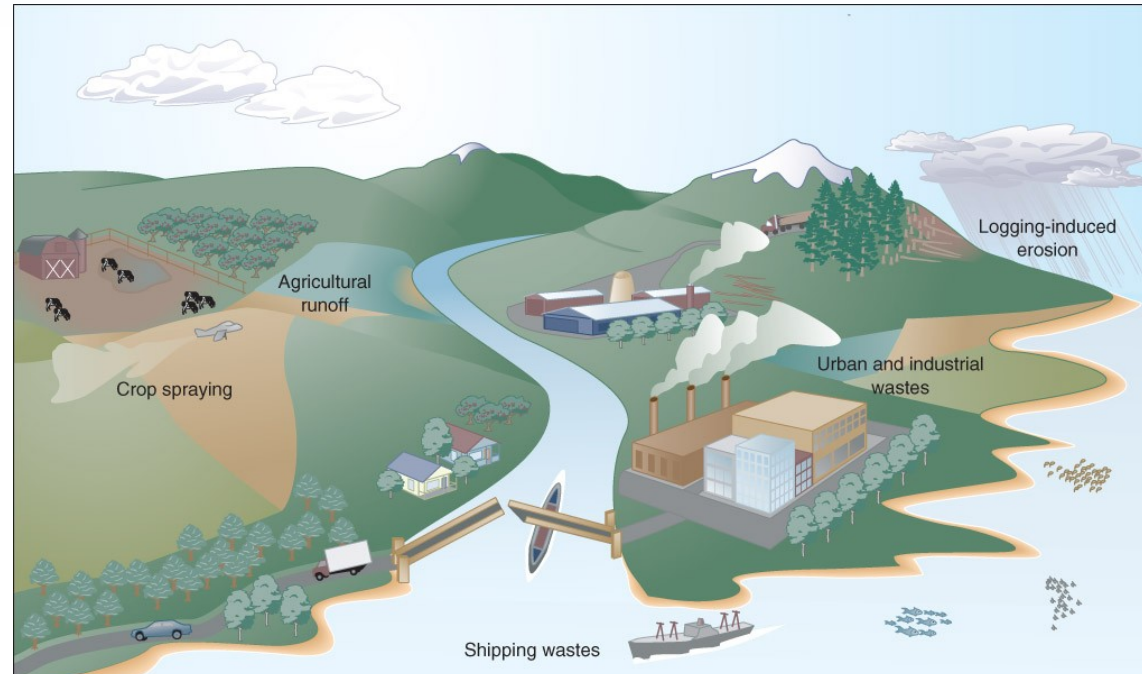 Logging-induced
erosion
Agricultural
runoff
Urban and industrial
wastes
Crop spraying
Shipping wastes